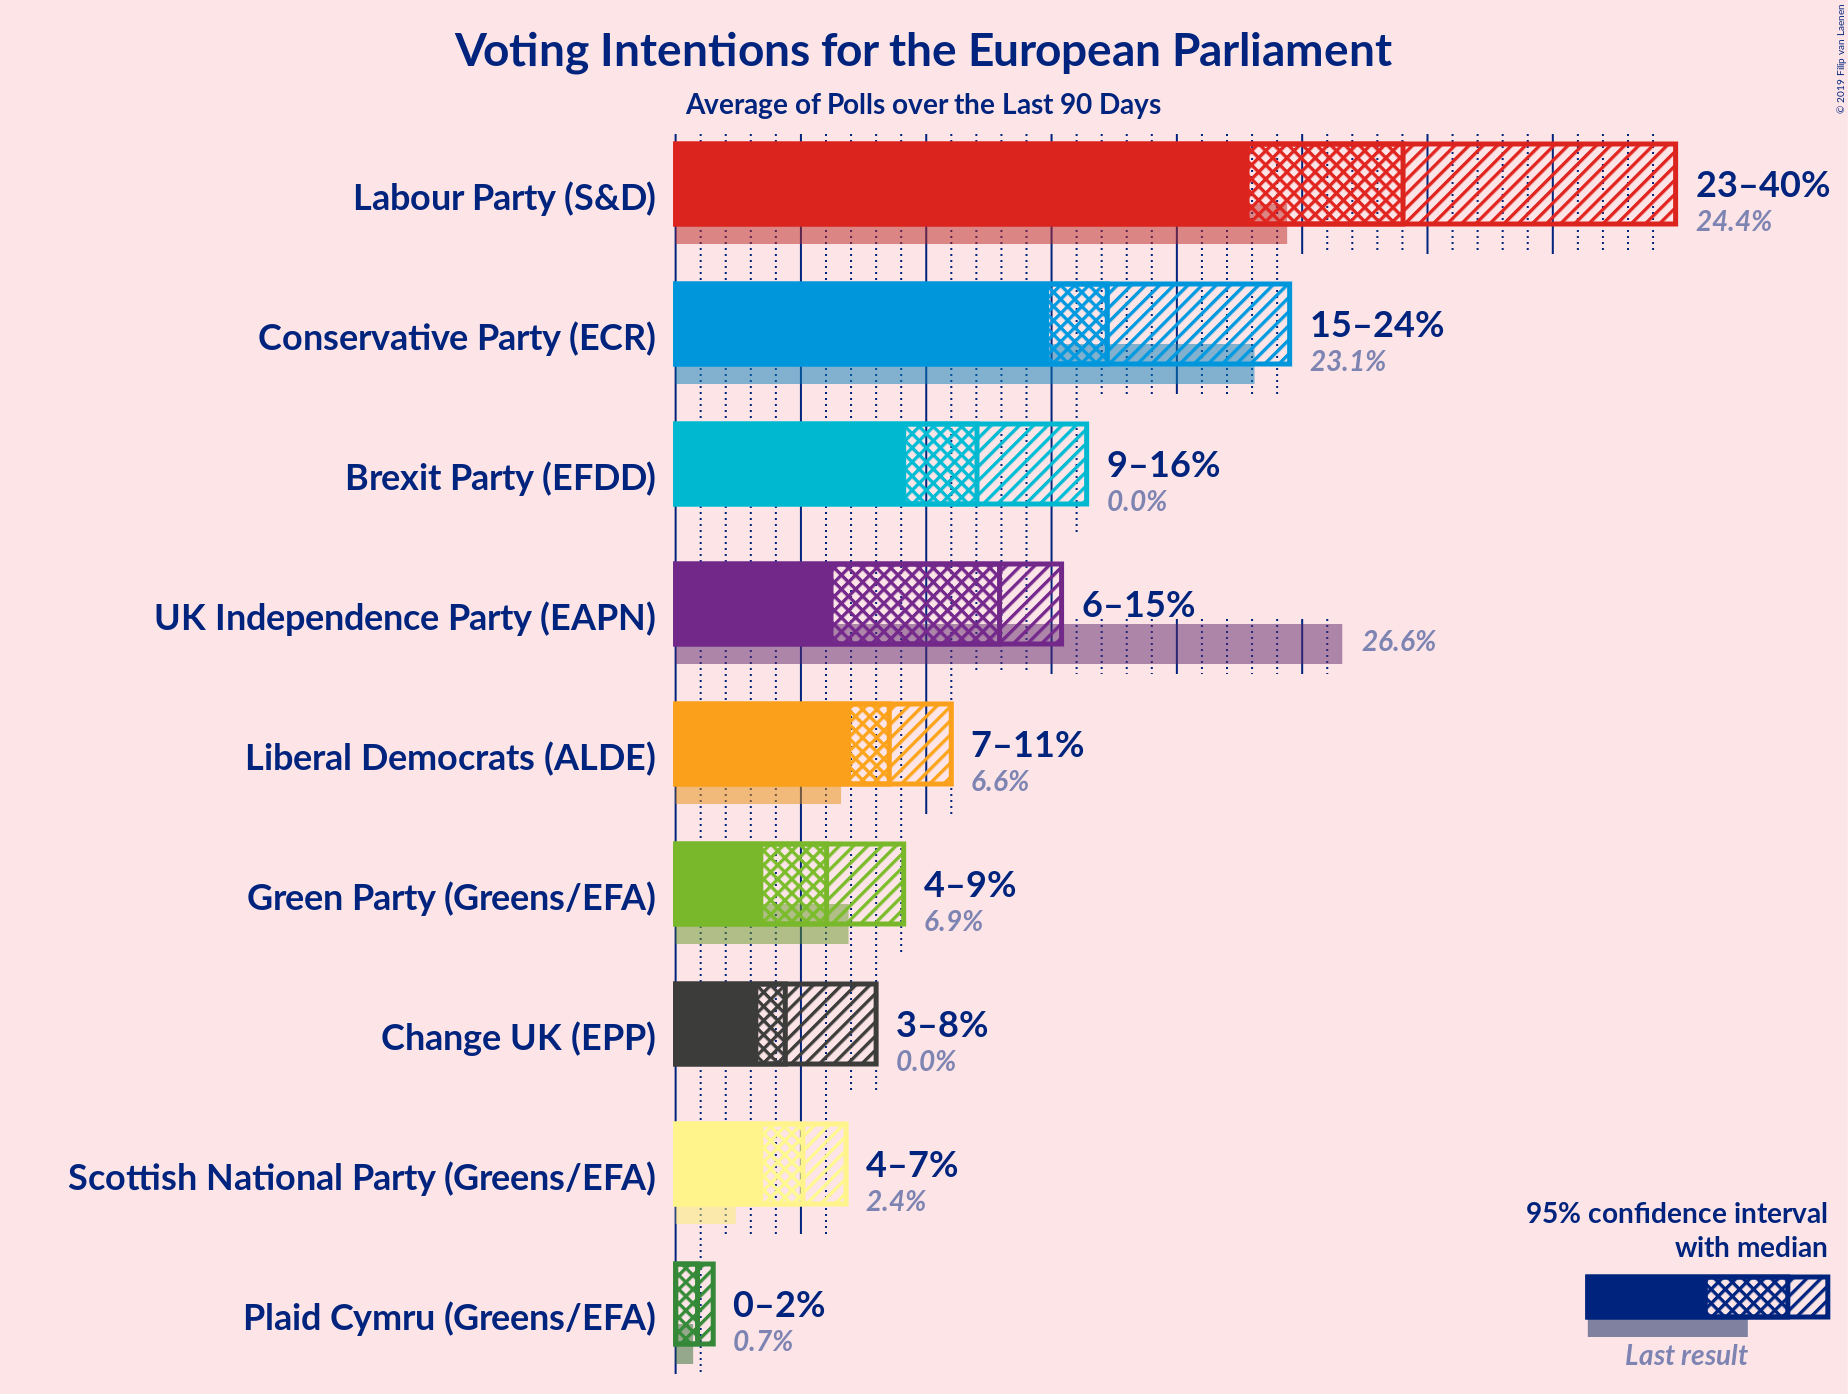 Voting Intentions for the European Parliament
Average of Polls over the Last 90 Days
© 2019 Filip van Laenen
Labour Party (S&D)
23–40%
24.4%
Conservative Party (ECR)
15–24%
23.1%
Brexit Party (EFDD)
9–16%
0.0%
UK Independence Party (EAPN)
6–15%
26.6%
Liberal Democrats (ALDE)
7–11%
6.6%
Green Party (Greens/EFA)
4–9%
6.9%
Change UK (EPP)
3–8%
0.0%
Scottish National Party (Greens/EFA)
4–7%
2.4%
Plaid Cymru (Greens/EFA)
0–2%
0.7%
95% confidence interval
with median
Last result